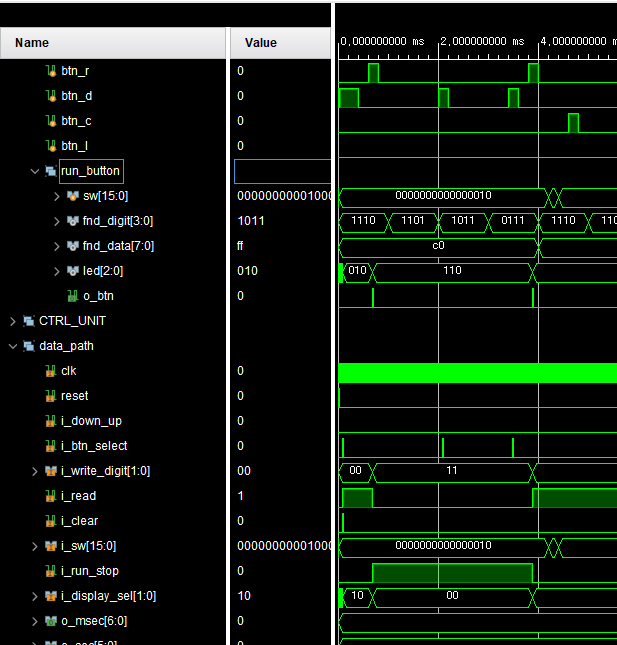 Name Value 0.000000000 ms 2.000000000 ms 4.000000000 ms
btn_r 0
btn_d 0
btn_c 0
btn_l 0
run_button
sw[15:0] 00000000001000 0000000000000010
fnd_digit[3:0] 1011 1110 1101 1011 0111 1110 110
fnd_data[7:0] ff c0
led[2:0] 010 010 110
o_btn 0
CTRL_UNIT
data_path
clk 0
reset 0
i_down_up 0
i_btn_select 0
i_write_digit[1:0] 00 00 11
i_read 1
i_clear 0
i_sw[15:0] 00000000001000 0000000000000010
i_run_stop 0
i_display_sel[1:0] 10 10 00
o_msec[6:0] 0